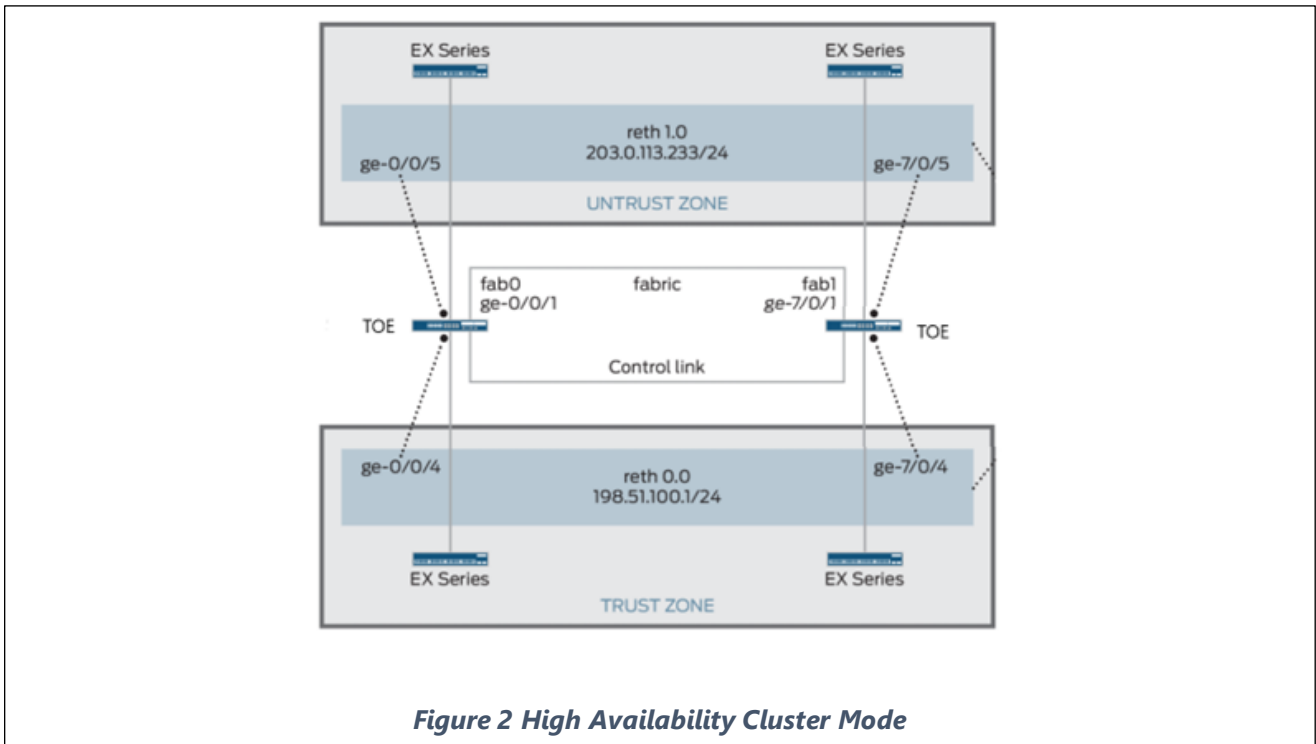 EX Series
EX Series
reth 1.0
203.0.113.233/24
ge-0/0/5
ge-7/0/5
UNTRUST ZONE
fab0
ge-0/0/1
fabric
fab1
ge-7/0/1
TOE
TOE
Control link
ge-0/0/4
ge-7/0/4
reth 0.0
198.51.100.1/24
EX Series
EX Series
TRUST ZONE
Figure 2 High Availability Cluster Mode